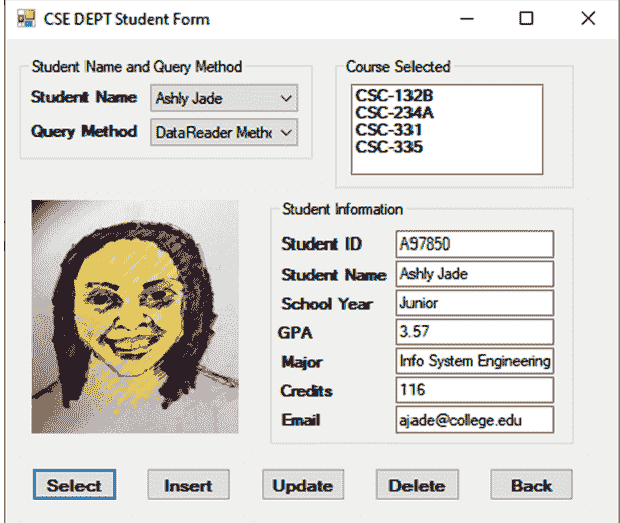 CSE DEPT Student Form
Student Name and Query Method
Student Name Ashly Jade
Query Method DataReader Metho
Course Selected
CSC-132B
CSC-234A
CSC-331
CSC-335
Student Information
Student ID A97850
Student Name Ashly Jade
School Year Junior
GPA 3.57
Major Info System Engineering
Credits 116
Email ajade@college.edu
Select Insert Update Delete Back